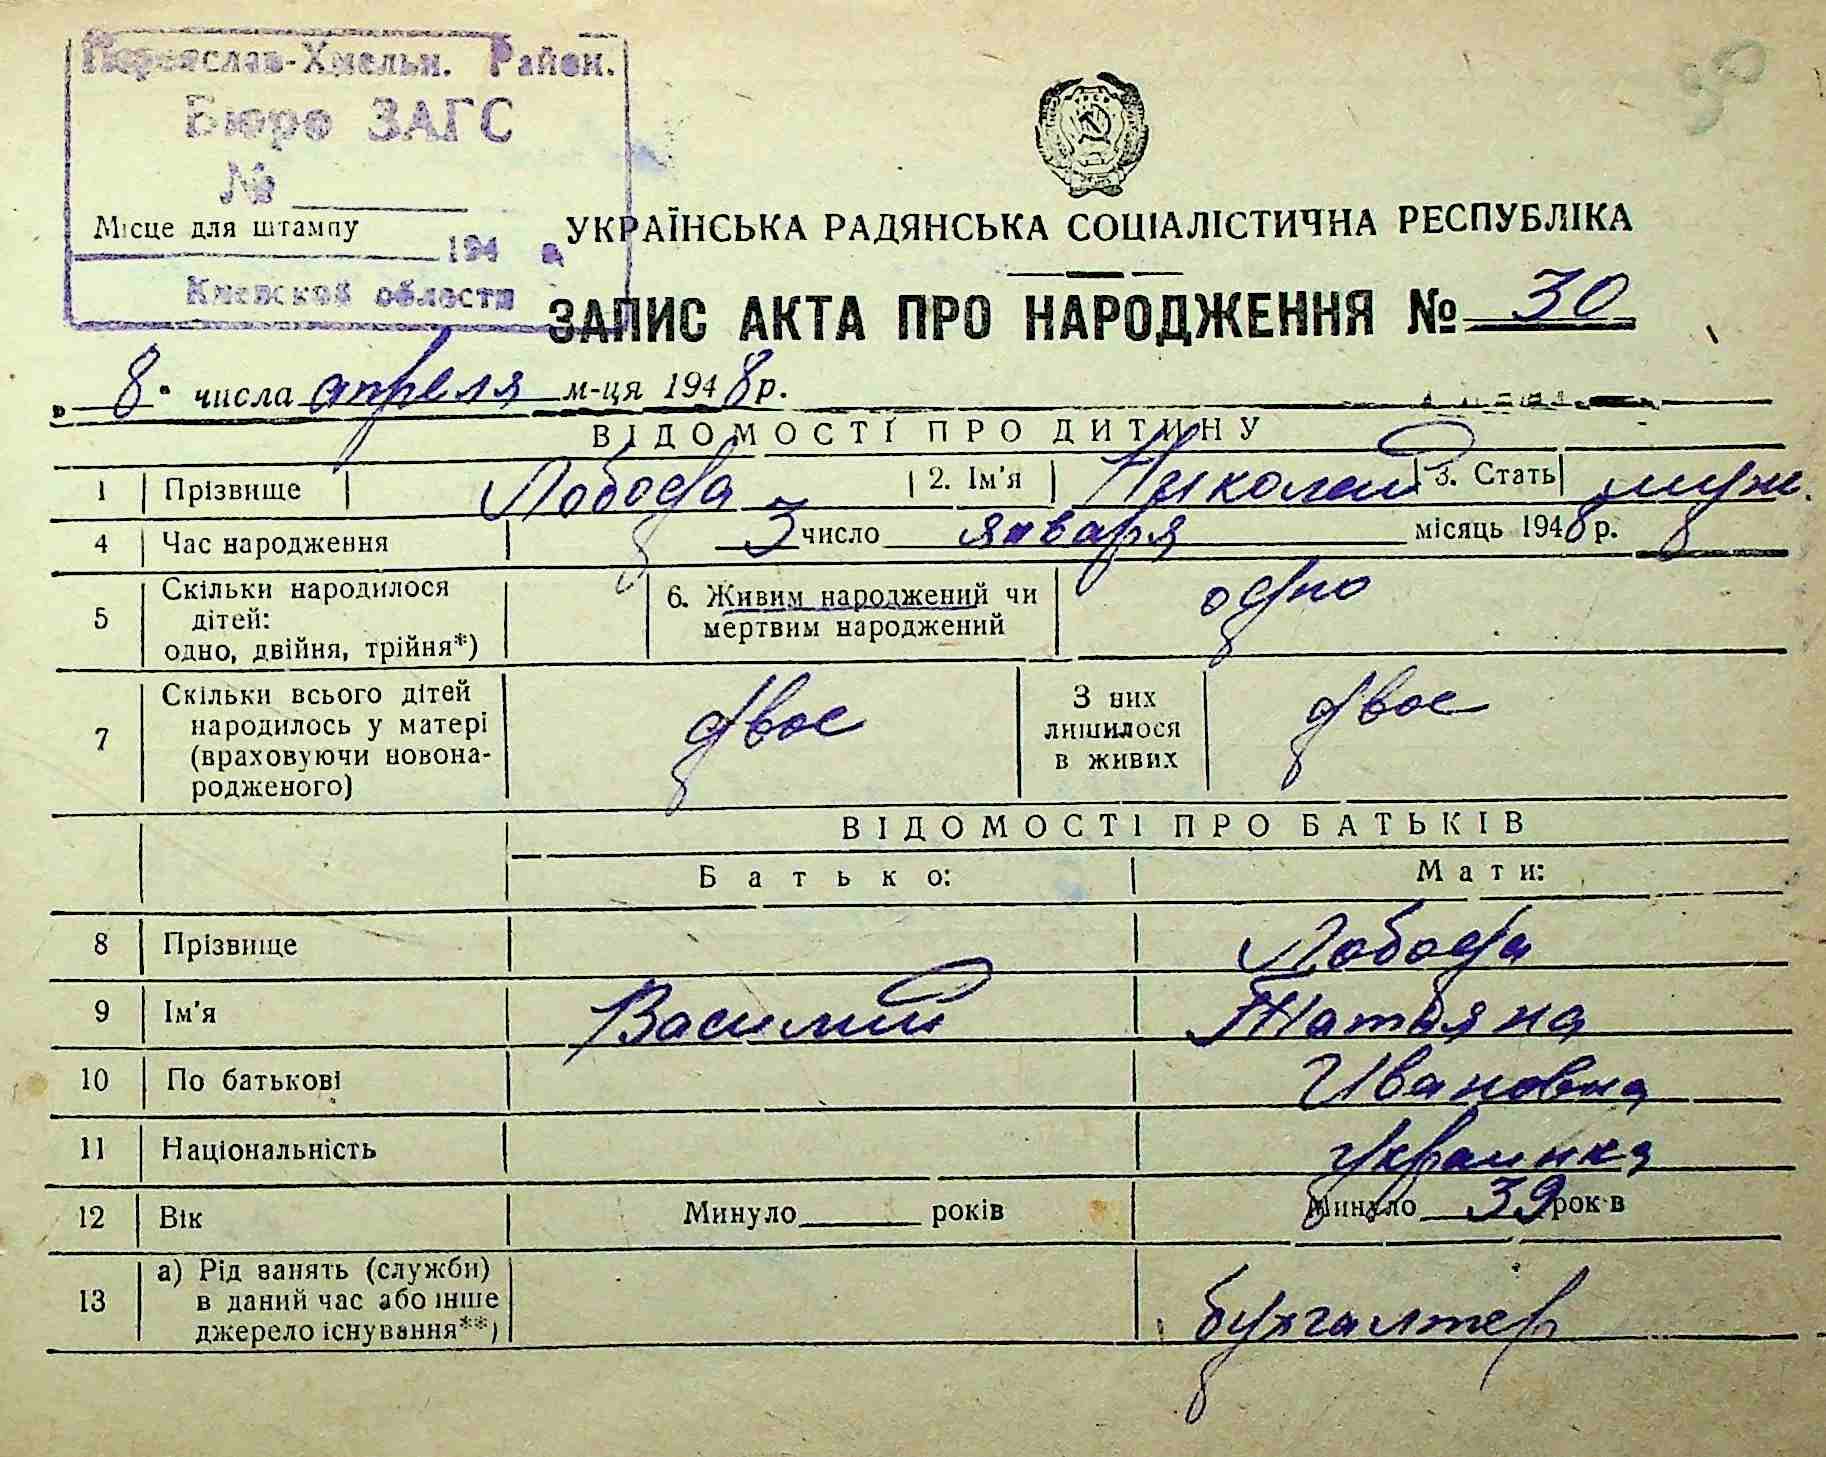 Переяслав-Хмельн. Район.
Бюро ЗАГС
№
Місце для штампу
194 г.
Киевской области
90
УКРАЇНСЬКА РАДЯНСЬКА СОЦІАЛІСТИЧНА РЕСПУБЛІКА
ЗАПИС АКТА ПРО НАРОДЖЕННЯ № 30
„ 8 " числа апреля м-ця 1948 р.
ВІДОМОСТІ ПРО ДИТИНУ
1 Прізвище Лобода 2. Ім'я Николай 3. Стать муж.
4 Час народження 3 число января місяць 1948 р. 8
5 Скільки народилося дітей: одно, двійня, трійня*) 6. Живим народжений чи мертвим народжений одно
7 Скільки всього дітей народилось у матері (враховуючи новонародженого) двое З них лишилося в живих двое
ВІДОМОСТІ ПРО БАТЬКІВ
Батько: Мати:
8 Прізвище Лобода
9 Ім'я Василий Татьяна
10 По батькові Ивановна
11 Національність украинка
12 Вік Минуло років Минуло 39 років
13 а) Рід занять (служби) в даний час або інше джерело існування**) бухгалтер